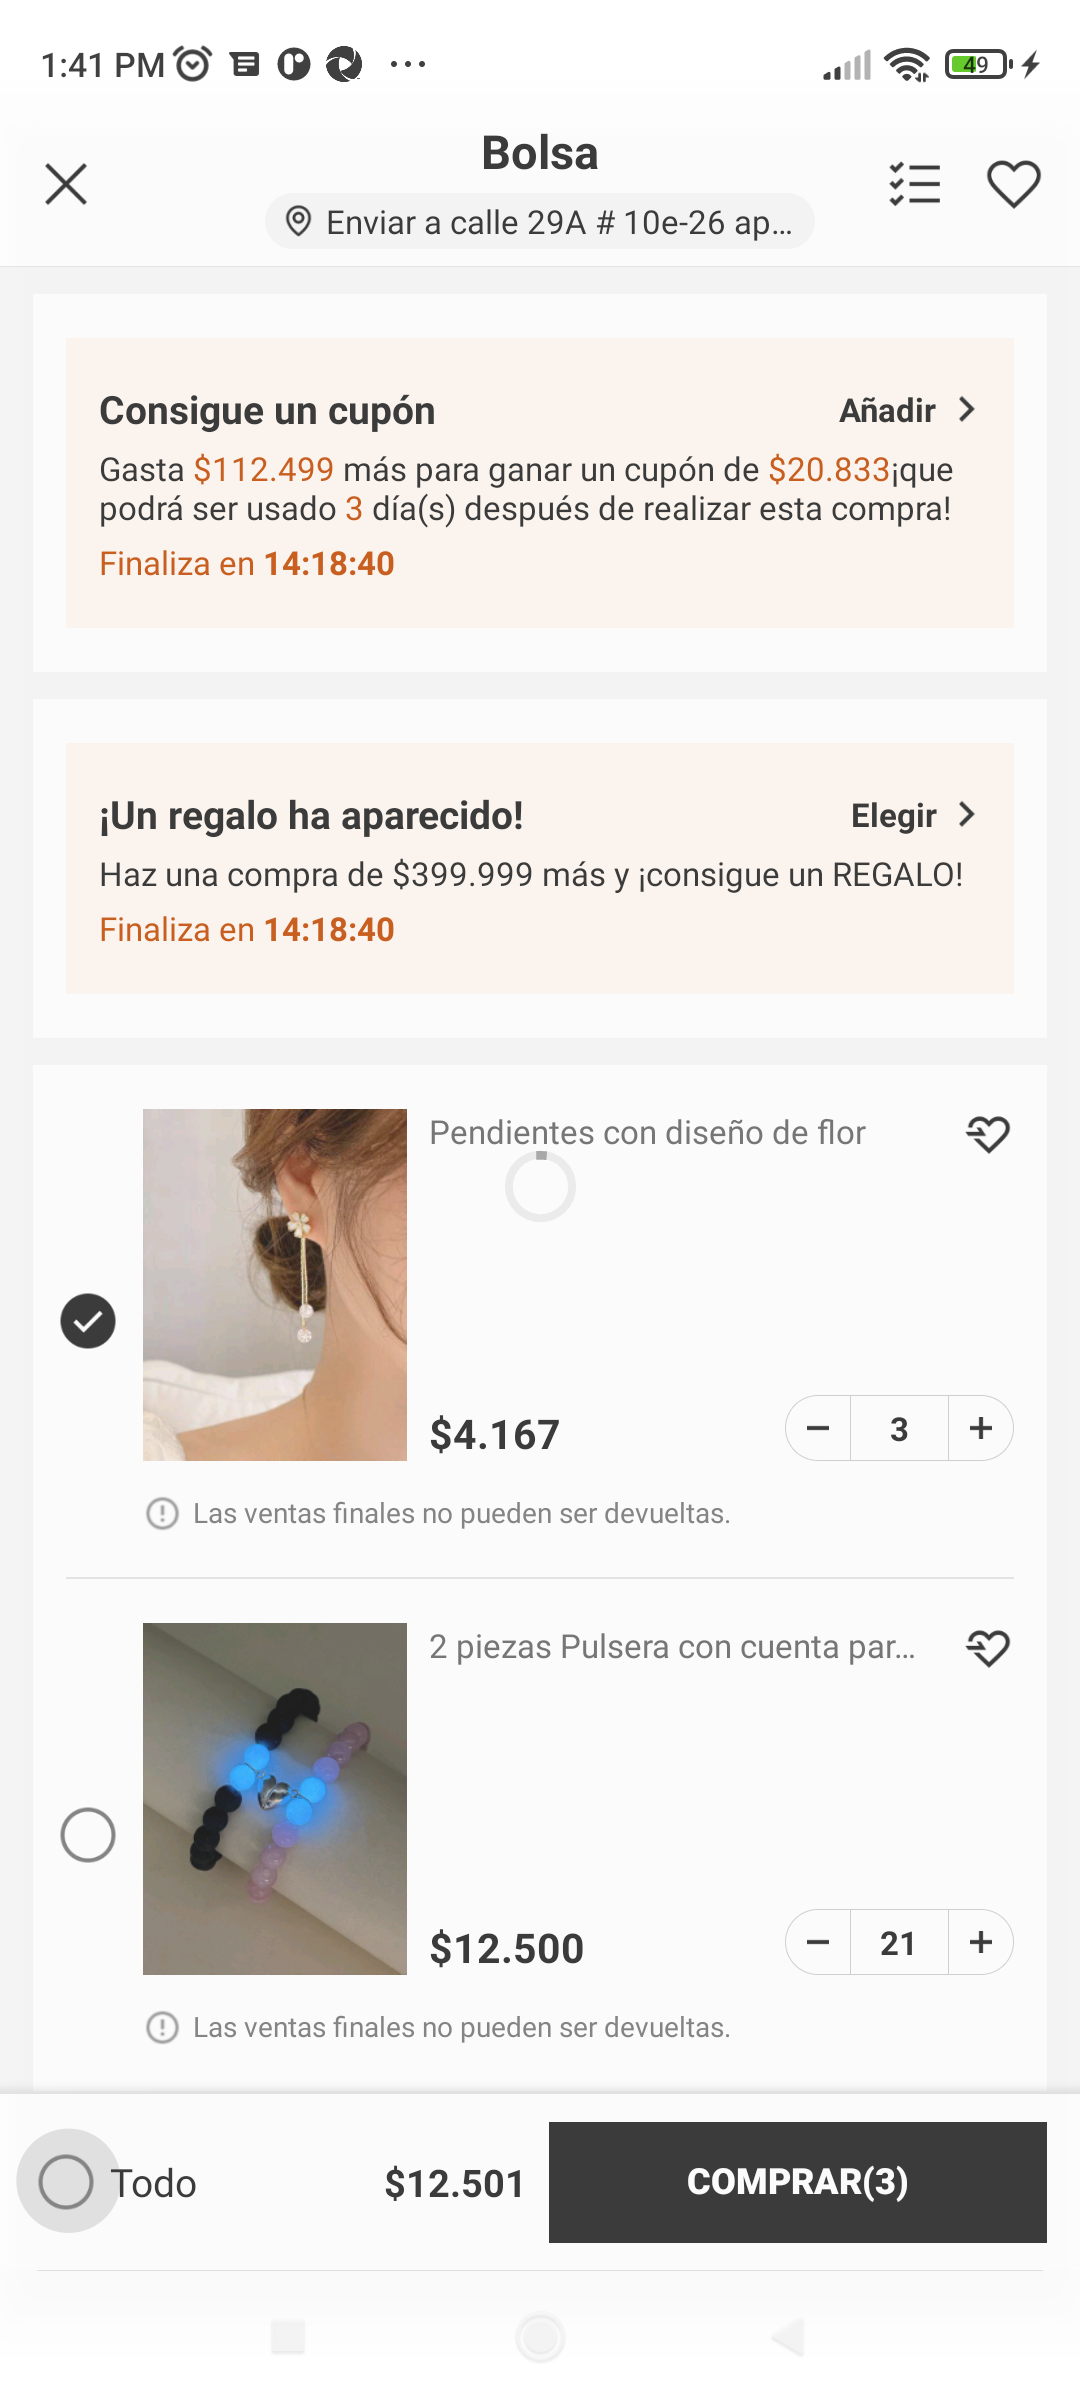 1:41 PM
49
Bolsa
Enviar a calle 29A # 10e-26 ap...
Consigue un cupón
Añadir
Gasta $112.499 más para ganar un cupón de $20.833¡que
podrá ser usado 3 día(s) después de realizar esta compra!
Finaliza en 14:18:40
¡Un regalo ha aparecido!
Elegir
Haz una compra de $399.999 más y ¡consigue un REGALO!
Finaliza en 14:18:40
Pendientes con diseño de flor
$4.167
3
Las ventas finales no pueden ser devueltas.
2 piezas Pulsera con cuenta par...
$12.500
21
Las ventas finales no pueden ser devueltas.
Todo
$12.501
COMPRAR(3)